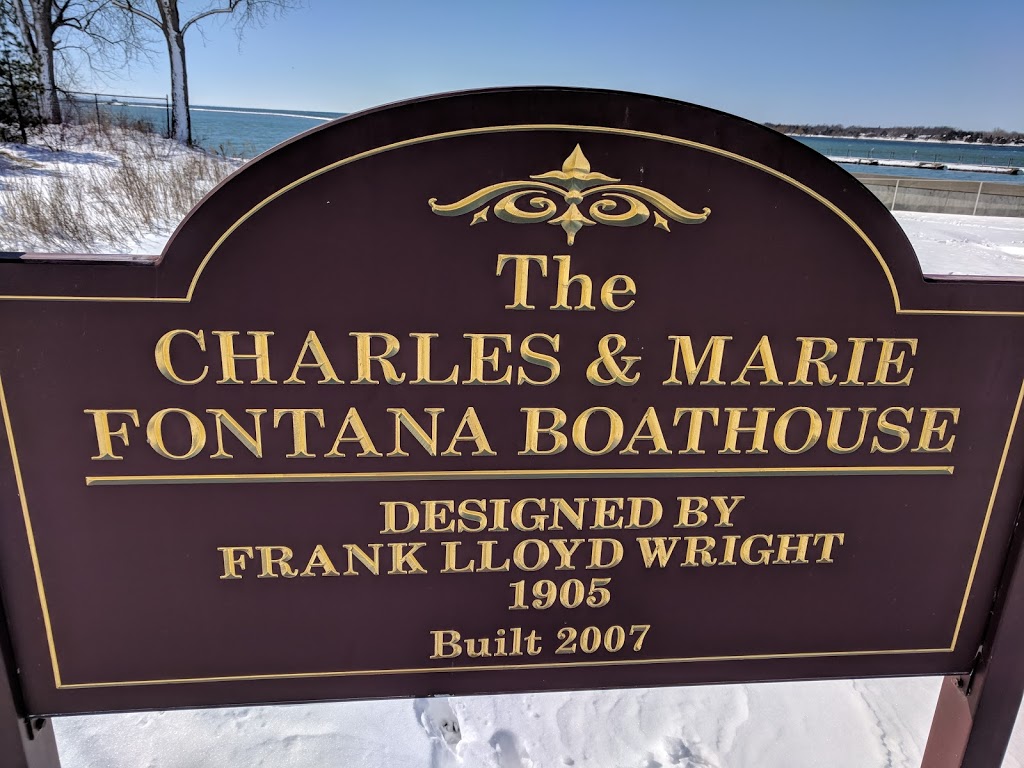 The
CHARLES & MARIE
FONTANA BOATHOUSE
DESIGNED BY
FRANK LLOYD WRIGHT
1905
Built 2007